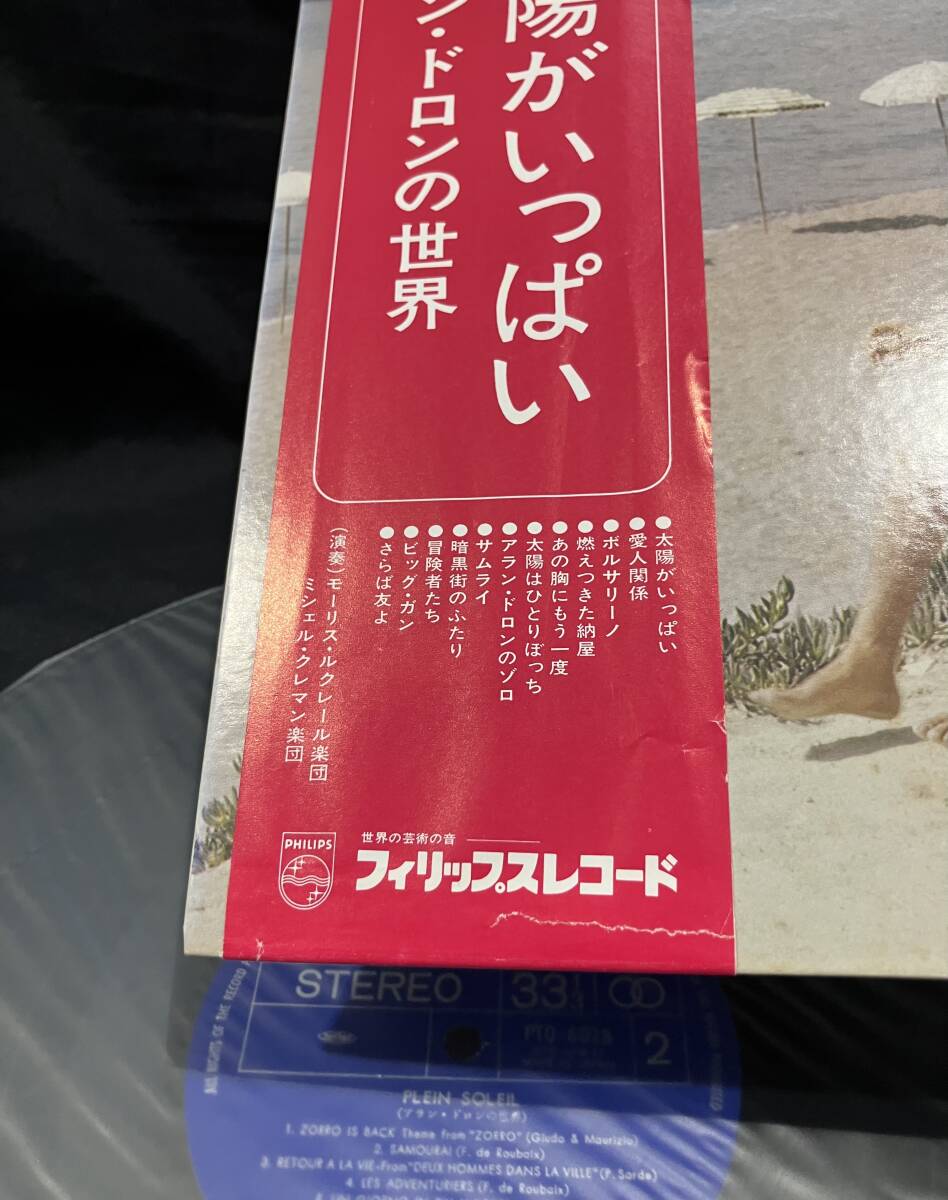 陽がいっぱい
ン・ドロンの世界
●太陽がいっぱい
●愛人関係
●ボルサリーノ
●燃えつきた納屋
●あの胸にもう一度
●太陽はひとりぼっち
●アラン・ドロンのゾロ
●サムライ
●暗黒街のふたり
●冒険者たち
●ビッグ・ガン
●さらば友よ
(演奏)モーリス・ルクレール楽団
ミシェル・クレマン楽団
PHILIPS
世界の芸術の音
フィリップスレコード
STEREO
33 1/3
2
PLEIN SOLEIL
(アラン・ドロンの世界)
1. ZORRO IS BACK Theme from "ZORRO" (Giudo & Maurizio)
2. SAMOURAI (F. de Roubaix)
3. RETOUR A LA VIE-From "DEUX HOMMES DANS LA VILLE" (P. Sarde)
4. LES ADVENTURIERS (F. de Roubaix)
OF THE RECORD